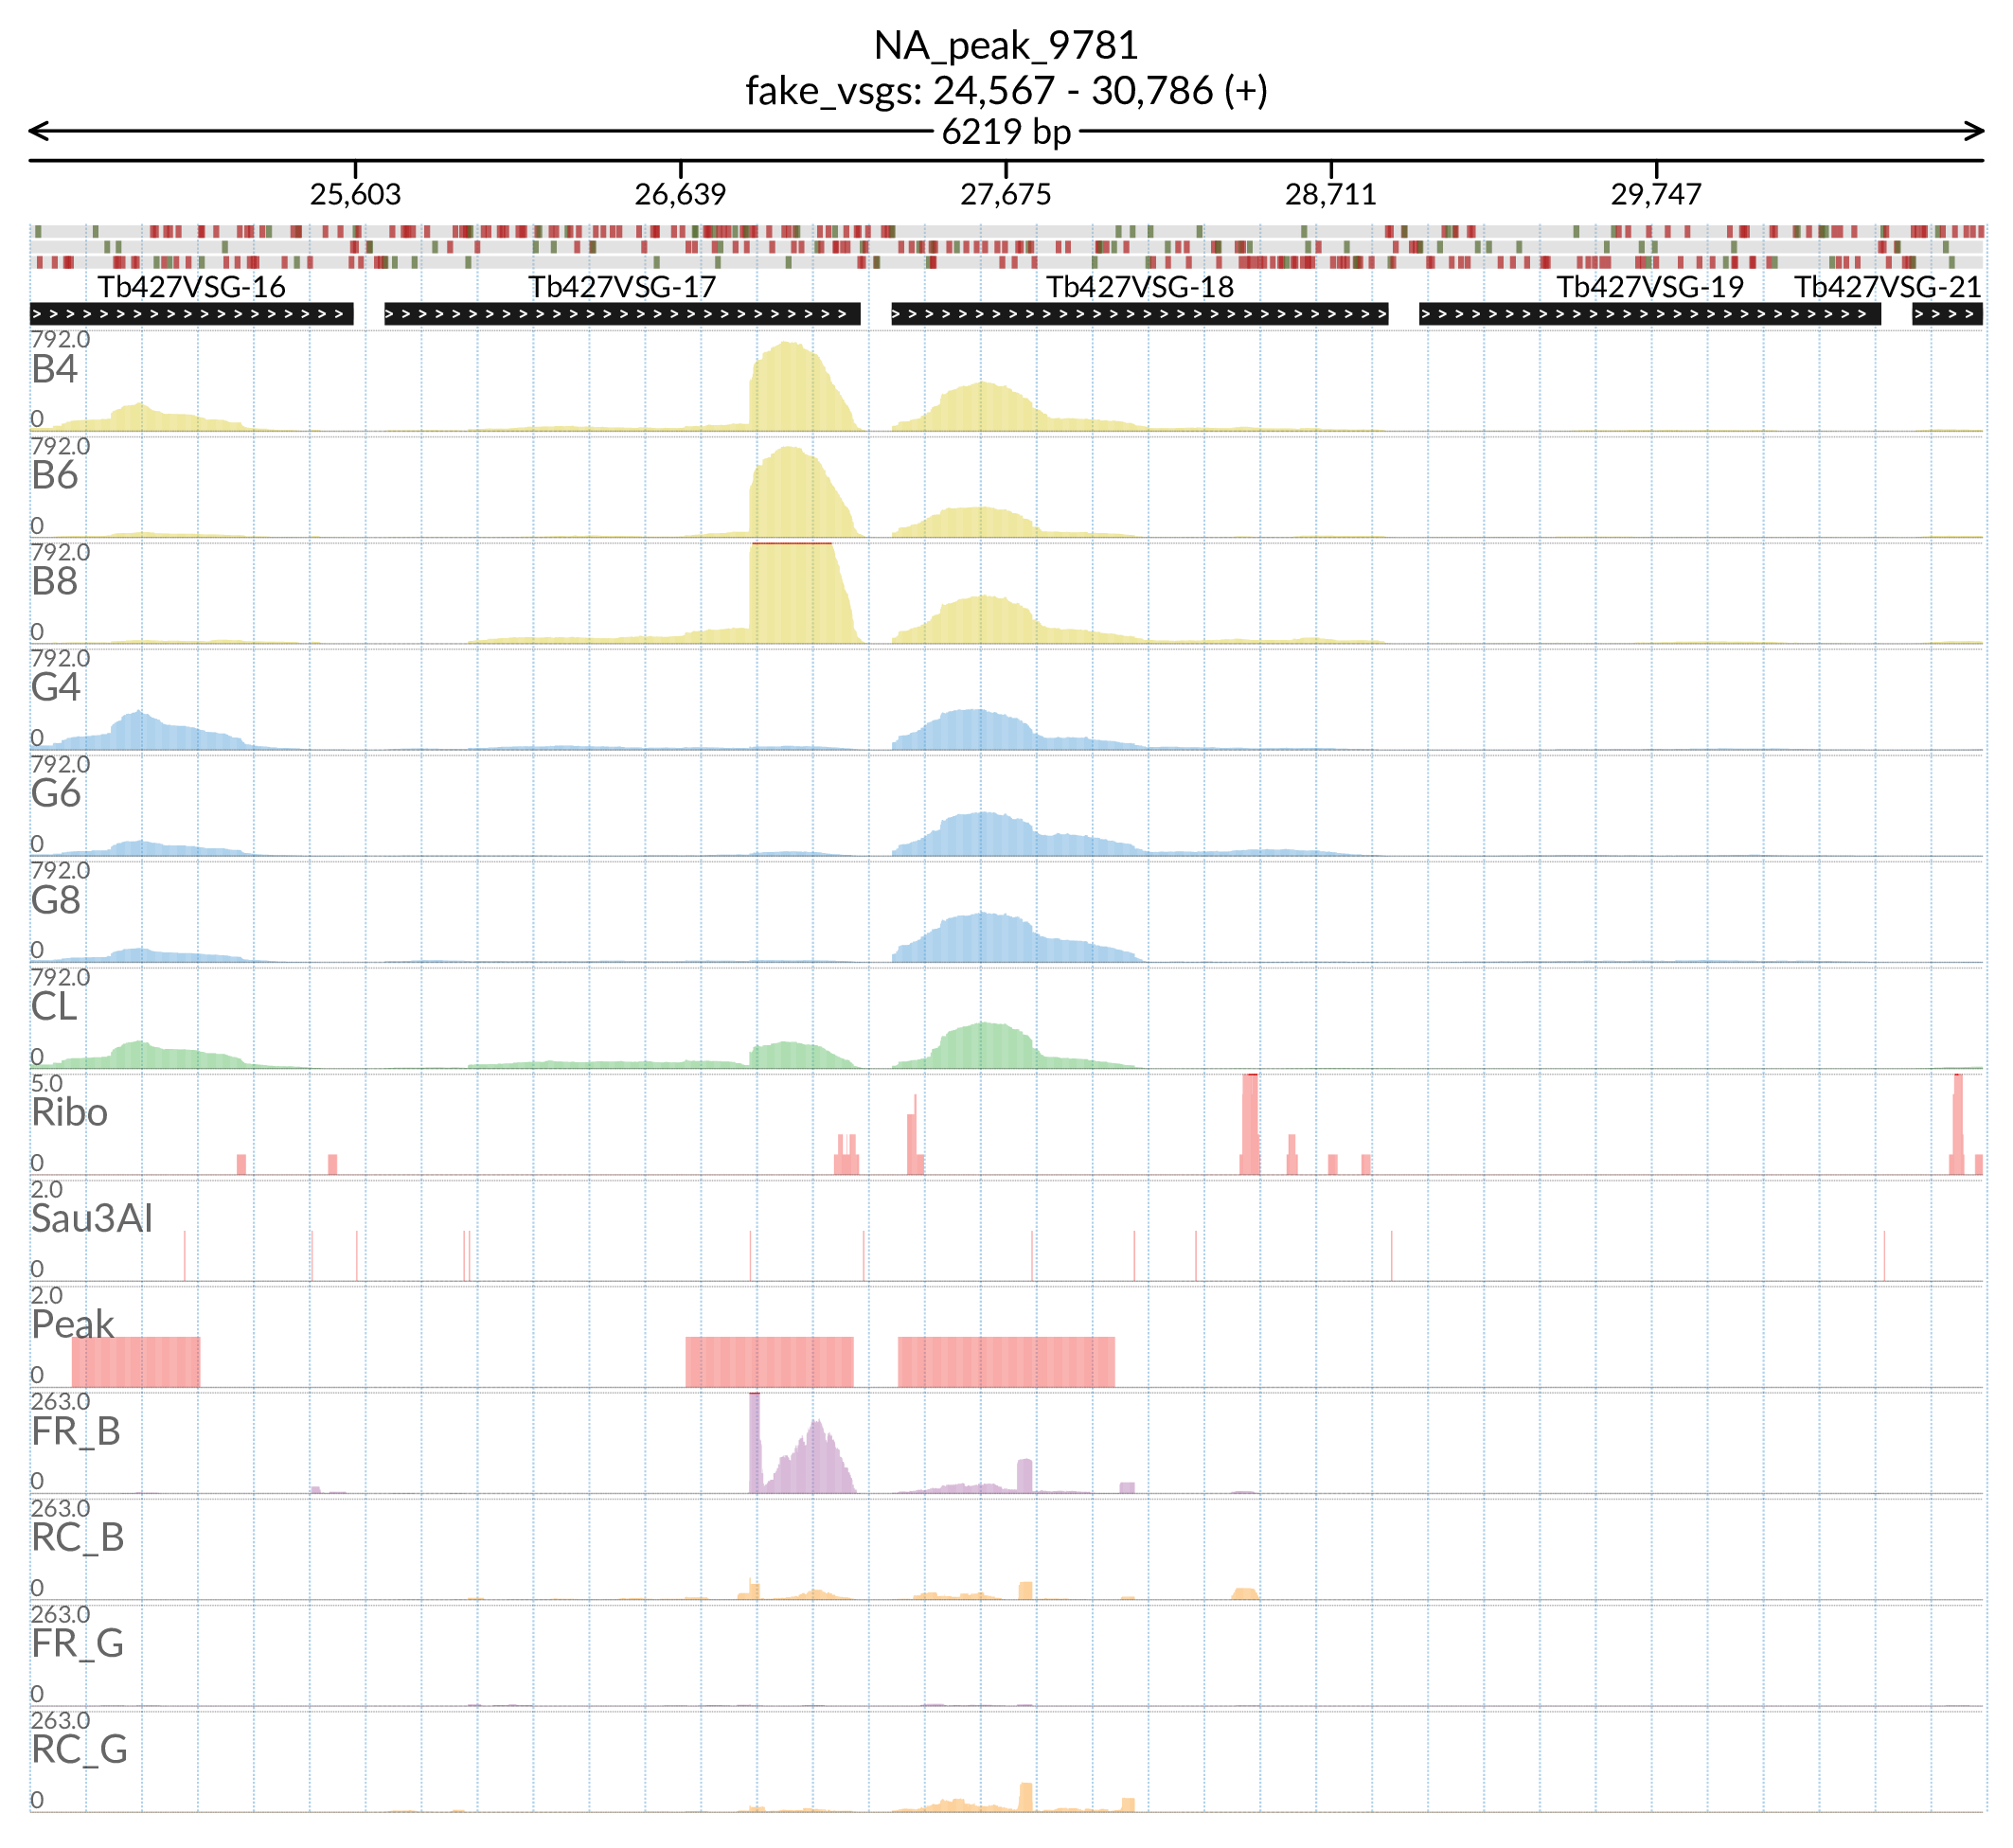 NA_peak_9781
fake_vsgs: 24,567 - 30,786 (+)
6219 bp
25,603 26,639 27,675 28,711 29,747
Tb427VSG-16 Tb427VSG-17 Tb427VSG-18 Tb427VSG-19 Tb427VSG-21
792.0
B4
0
792.0
B6
0
792.0
B8
0
792.0
G4
0
792.0
G6
0
792.0
G8
0
792.0
CL
0
5.0
Ribo
0
2.0
Sau3AI
0
2.0
Peak
0
263.0
FR_B
0
263.0
RC_B
0
263.0
FR_G
0
263.0
RC_G
0